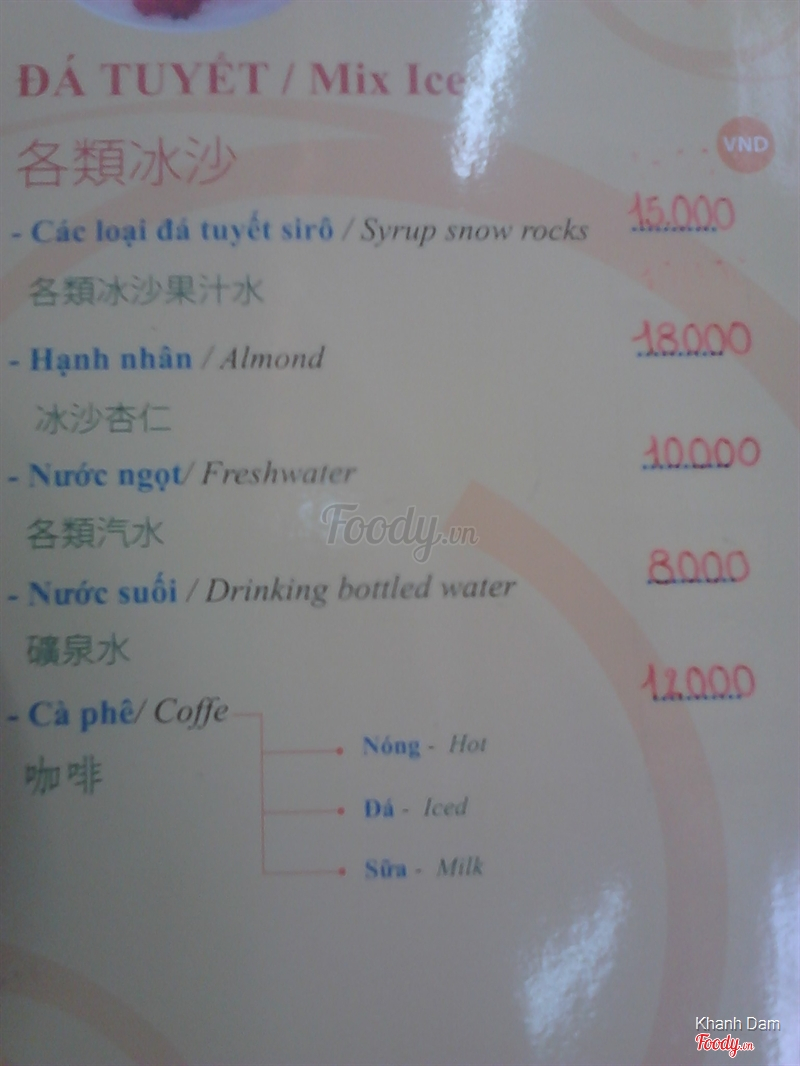 ĐÁ TUYẾT / Mix Ice
VND
各類冰沙
- Các loại đá tuyết sirô / Syrup snow rocks 15.000
各類冰沙果汁水
- Hạnh nhân / Almond 18.000
冰沙杏仁
- Nước ngọt/ Freshwater 10.000
各類汽水
Foody.vn
- Nước suối / Drinking bottled water 8000
礦泉水
- Cà phê/ Coffe 12.000
咖啡
Nóng - Hot
Đá - Iced
Sữa - Milk
Khanh Dam
Foody.vn